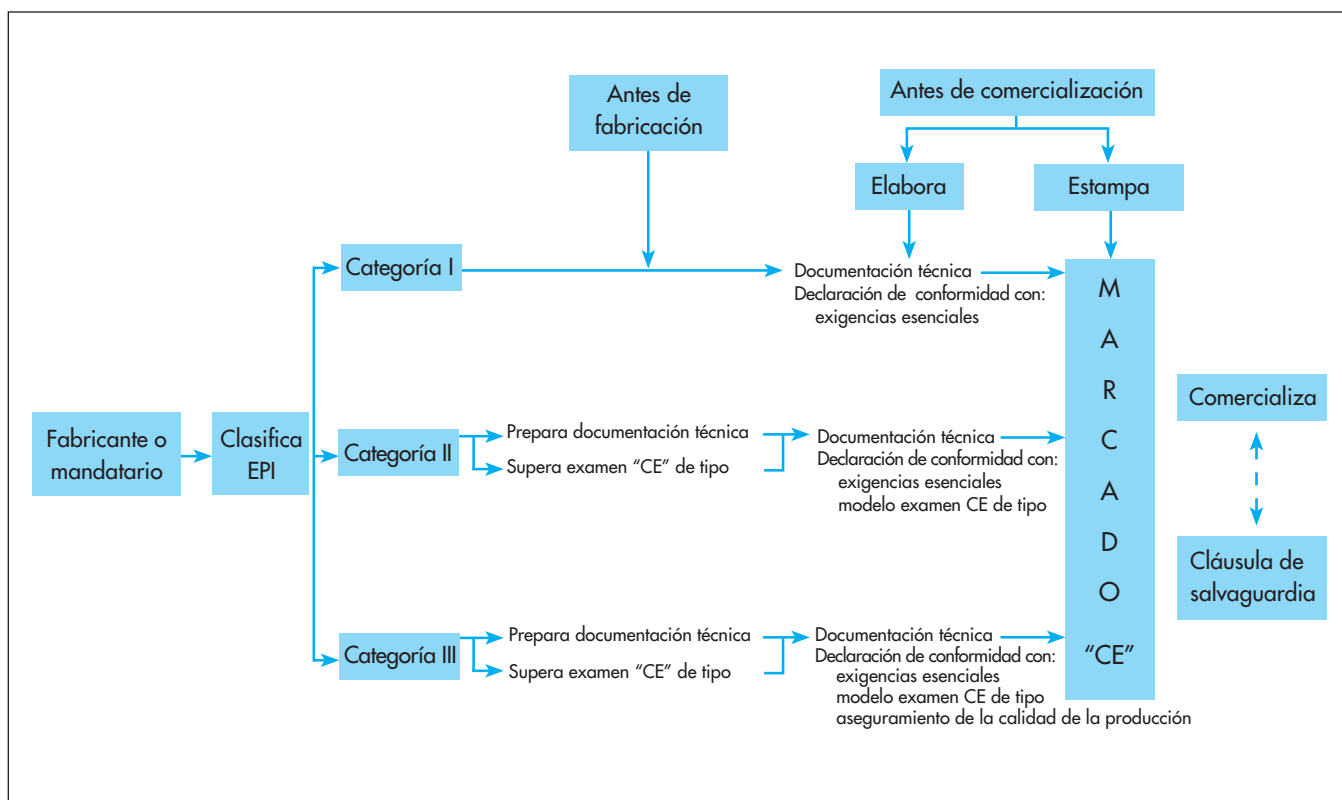 Antes de
fabricación
Antes de comercialización
Elabora
Estampa
Categoría I
Documentación técnica
Declaración de conformidad con:
exigencias esenciales
Fabricante o
mandatario
Clasifica
EPI
Categoría II
Prepara documentación técnica
Supera examen “CE” de tipo
Documentación técnica
Declaración de conformidad con:
exigencias esenciales
modelo examen CE de tipo
Categoría III
Prepara documentación técnica
Supera examen “CE” de tipo
Documentación técnica
Declaración de conformidad con:
exigencias esenciales
modelo examen CE de tipo
aseguramiento de la calidad de la producción
M
A
R
C
A
D
O
“CE”
Comercializa
Cláusula de
salvaguardia